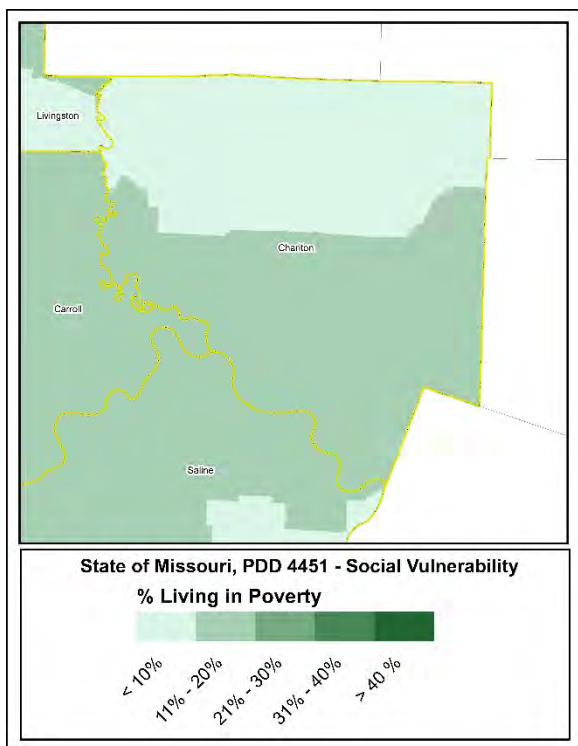 Livingston
Chariton
Carroll
Saline
State of Missouri, PDD 4451 - Social Vulnerability
% Living in Poverty
< 10%
11% - 20%
21% - 30%
31% - 40%
> 40 %